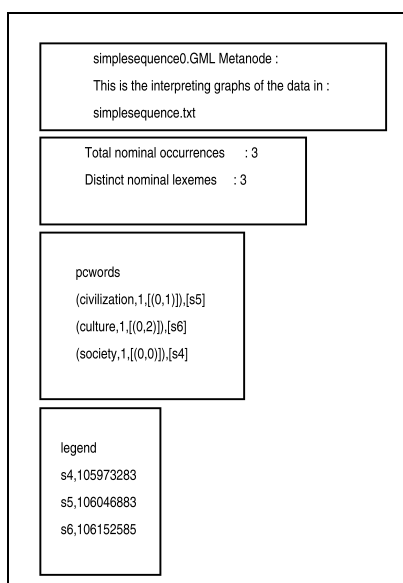 simplesequence0.GML Metanode :
This is the interpreting graphs of the data in :
simplesequence.txt
Total nominal occurrences : 3
Distinct nominal lexemes : 3
pcwords
(civilization,1,[(0,1)]),[s5]
(culture,1,[(0,2)]),[s6]
(society,1,[(0,0)]),[s4]
legend
s4,105973283
s5,106046883
s6,106152585